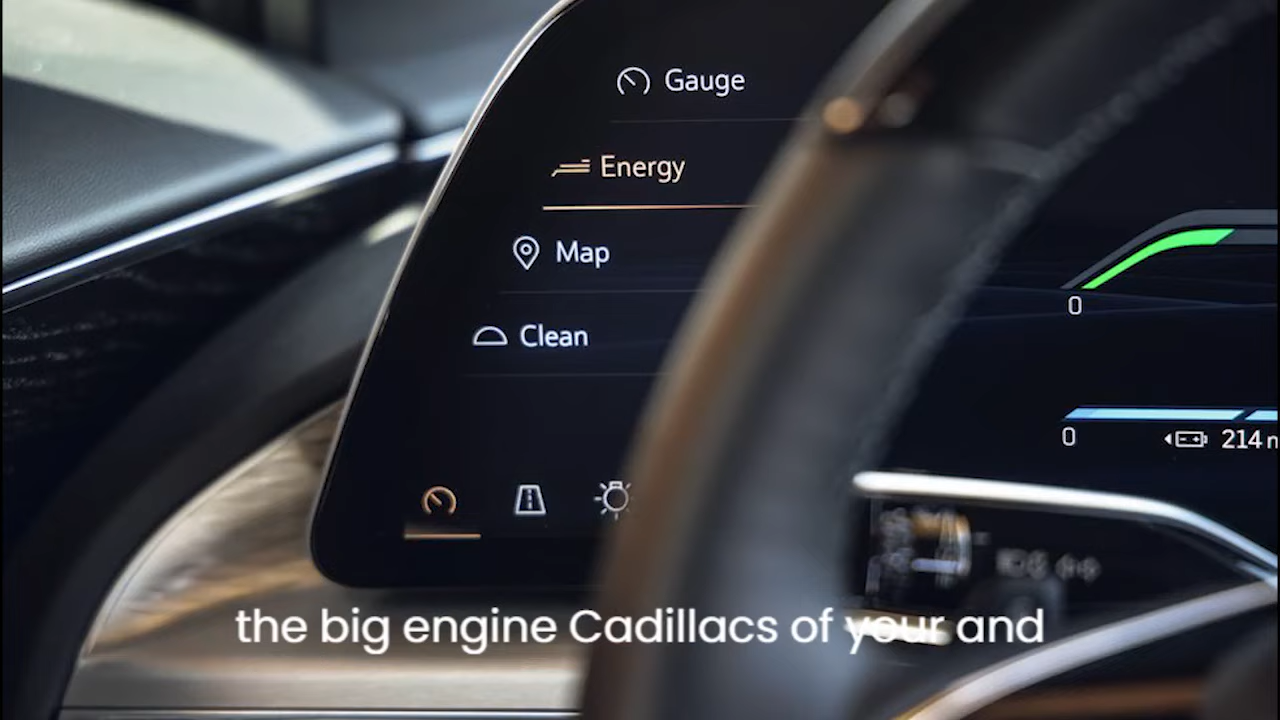 Gauge
Energy
Map
Clean
0
0
214
the big engine Cadillacs of your and